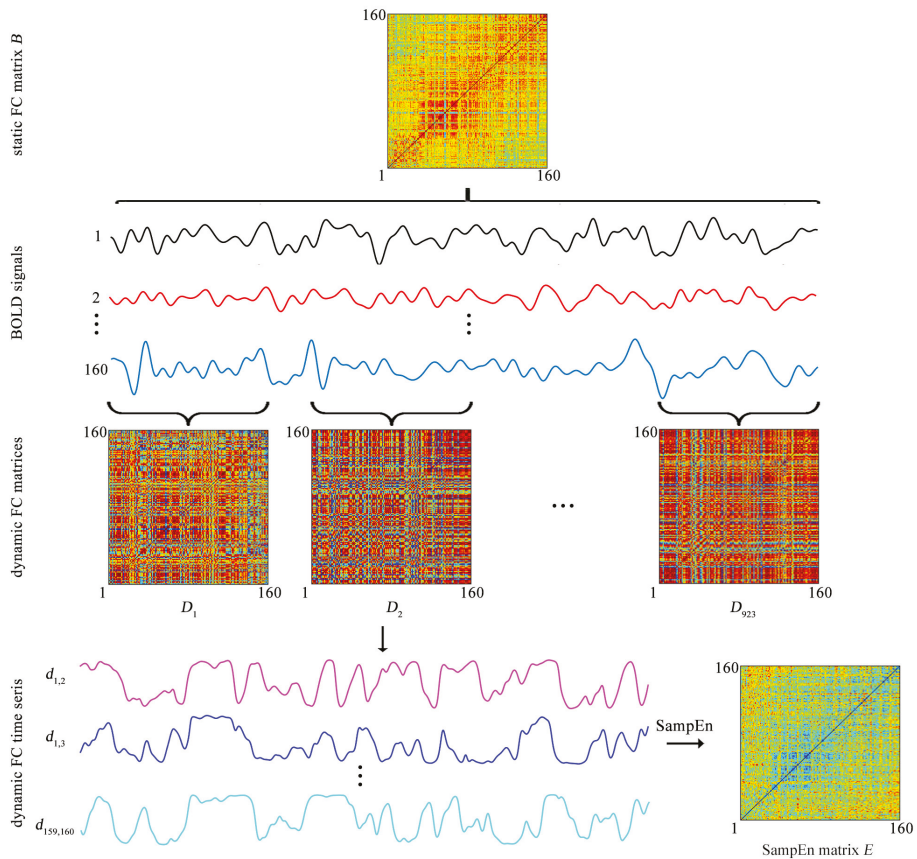 static FC matrix B
160
1
160
BOLD signals
1
2
160
dynamic FC matrices
160
1
160
D1
160
1
160
D2
...
160
1
160
D923
dynamic FC time seris
d1,2
d1,3
d159,160
SampEn
160
1
160
SampEn matrix E